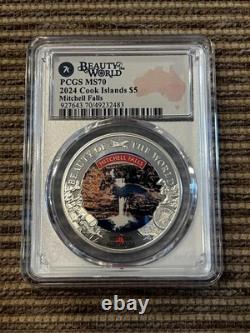 BEAUTY OF THE WORLD
PCGS MS70
2024 Cook Islands $5
Mitchell Falls
927643.70/49232483
BEAUTY OF THE WORLD
MITCHELL FALLS